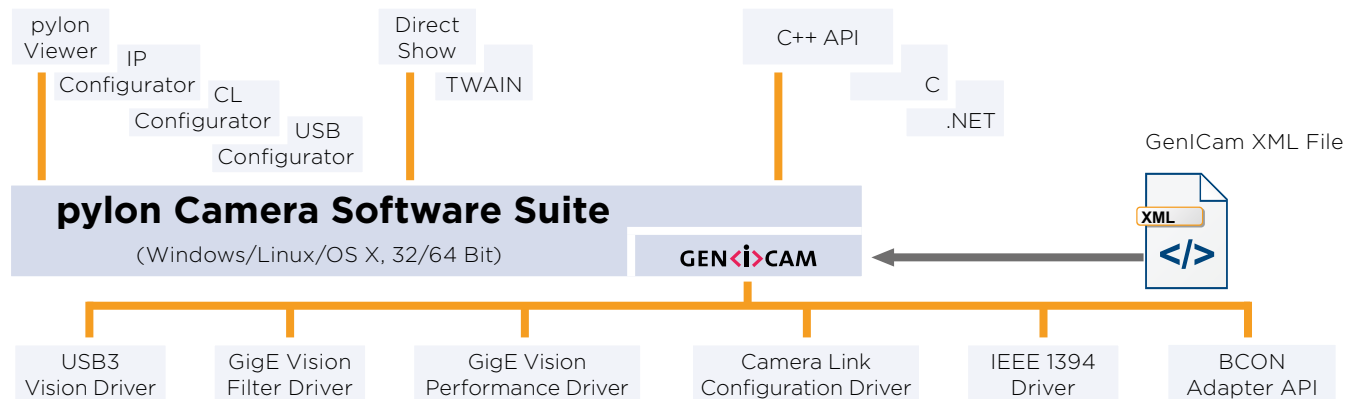 pylon
Viewer
IP
Configurator
CL
Configurator
USB
Configurator
Direct
Show
TWAIN
C++ API
C
.NET
GenICam XML File
XML
</>
pylon Camera Software Suite
(Windows/Linux/OS X, 32/64 Bit)
GEN<i>CAM
USB3
Vision Driver
GigE Vision
Filter Driver
GigE Vision
Performance Driver
Camera Link
Configuration Driver
IEEE 1394
Driver
BCON
Adapter API